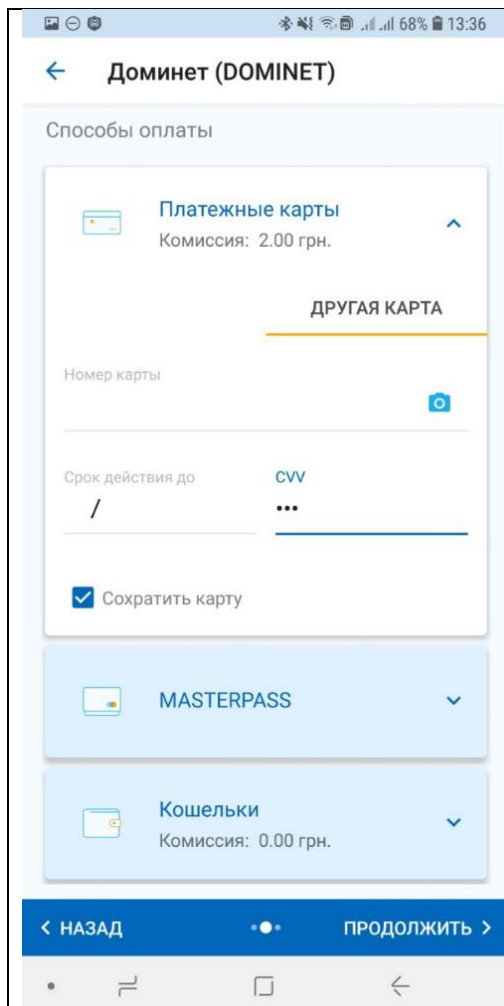 68% 13:36
Доминет (DOMINET)
Способы оплаты
Платежные карты
Комиссия: 2.00 грн.
ДРУГАЯ КАРТА
Номер карты
Срок действия до CVV
/ •••
Сохратить карту
MASTERPASS
Кошельки
Комиссия: 0.00 грн.
< НАЗАД ПРОДОЛЖИТЬ >